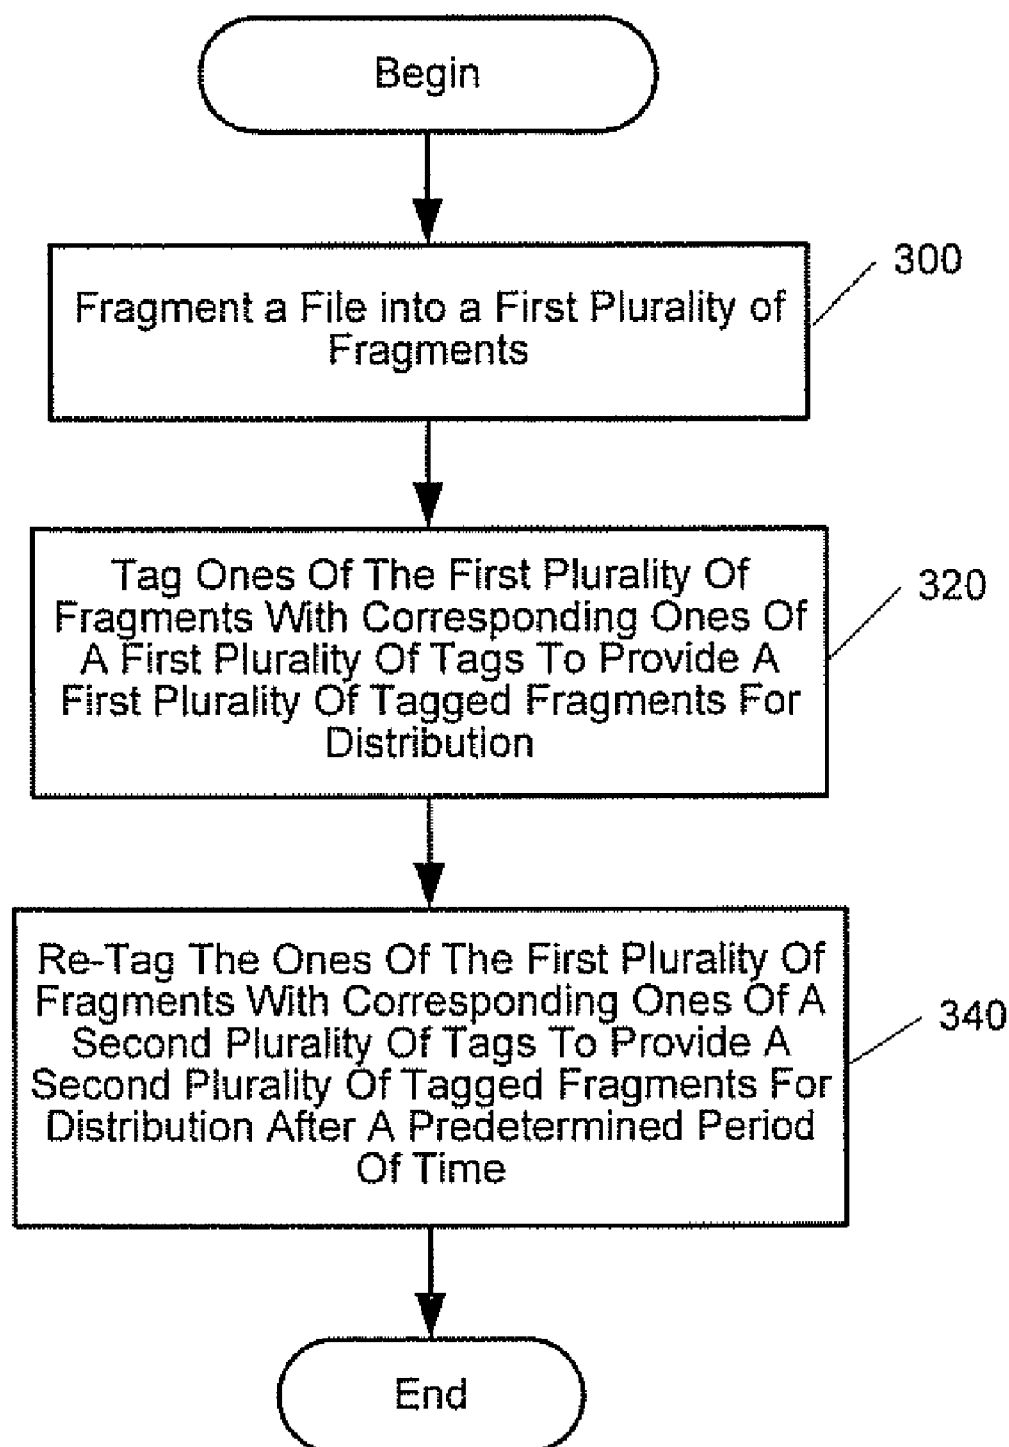 Begin
300
Fragment a File into a First Plurality of
Fragments
320
Tag Ones Of The First Plurality Of
Fragments With Corresponding Ones Of
A First Plurality Of Tags To Provide A
First Plurality Of Tagged Fragments For
Distribution
340
Re-Tag The Ones Of The First Plurality Of
Fragments With Corresponding Ones Of A
Second Plurality Of Tags To Provide A
Second Plurality Of Tagged Fragments For
Distribution After A Predetermined Period
Of Time
End